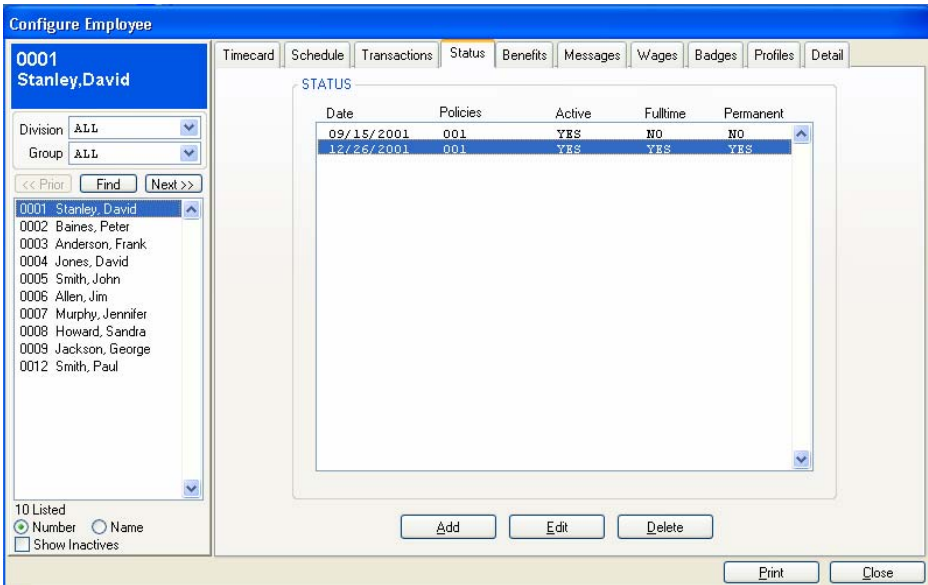 Configure Employee
0001
Stanley,David
Division ALL
Group ALL
<< Prior Find Next >>
0001 Stanley, David
0002 Baines, Peter
0003 Anderson, Frank
0004 Jones, David
0005 Smith, John
0006 Allen, Jim
0007 Murphy, Jennifer
0008 Howard, Sandra
0009 Jackson, George
0012 Smith, Paul
10 Listed
Number Name
Show Inactives
Timecard Schedule Transactions Status Benefits Messages Wages Badges Profiles Detail
STATUS
Date Policies Active Fulltime Permanent
09/15/2001 001 YES NO NO
12/26/2001 001 YES YES YES
Add Edit Delete
Print Close